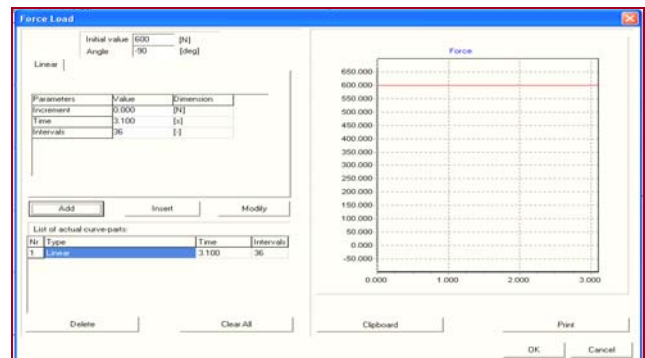 Force Load
Initial value 600 [N]
Angle -90 [deg]
Linear
Parameters Value Dimension
Increment 0.000 [N]
Time 3.100 [s]
Intervals 36 [-]
Add Insert Modify
List of actual curve-parts:
Nr Type Time Intervals
1 Linear 3.100 36
Delete Clear All
Force
650.000
600.000
550.000
500.000
450.000
400.000
350.000
300.000
250.000
200.000
150.000
100.000
50.000
0.000
-50.000
0.000 1.000 2.000 3.000
Clipboard Print
OK Cancel